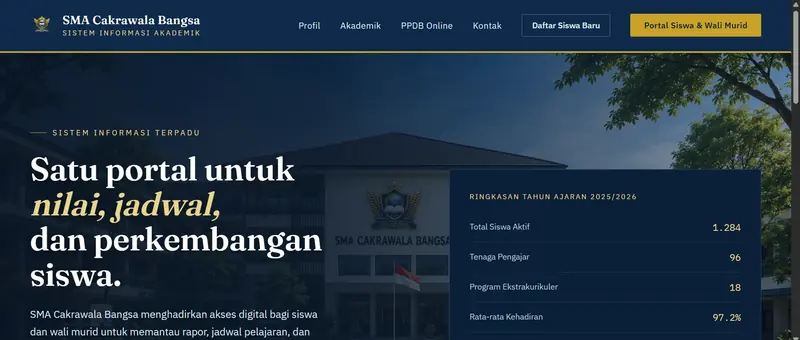 SMA Cakrawala Bangsa
SISTEM INFORMASI AKADEMIK
Profil
Akademik
PPDB Online
Kontak
Daftar Siswa Baru
Portal Siswa & Wali Murid
SISTEM INFORMASI TERPADU
Satu portal untuk
nilai, jadwal,
dan perkembangan
siswa.
SMA Cakrawala Bangsa menghadirkan akses digital bagi siswa
dan wali murid untuk memantau rapor, jadwal pelajaran, dan
SMA CAKRAWALA BANGSA
RINGKASAN TAHUN AJARAN 2025/2026
Total Siswa Aktif 1.284
Tenaga Pengajar 96
Program Ekstrakurikuler 18
Rata-rata Kehadiran 97.2%